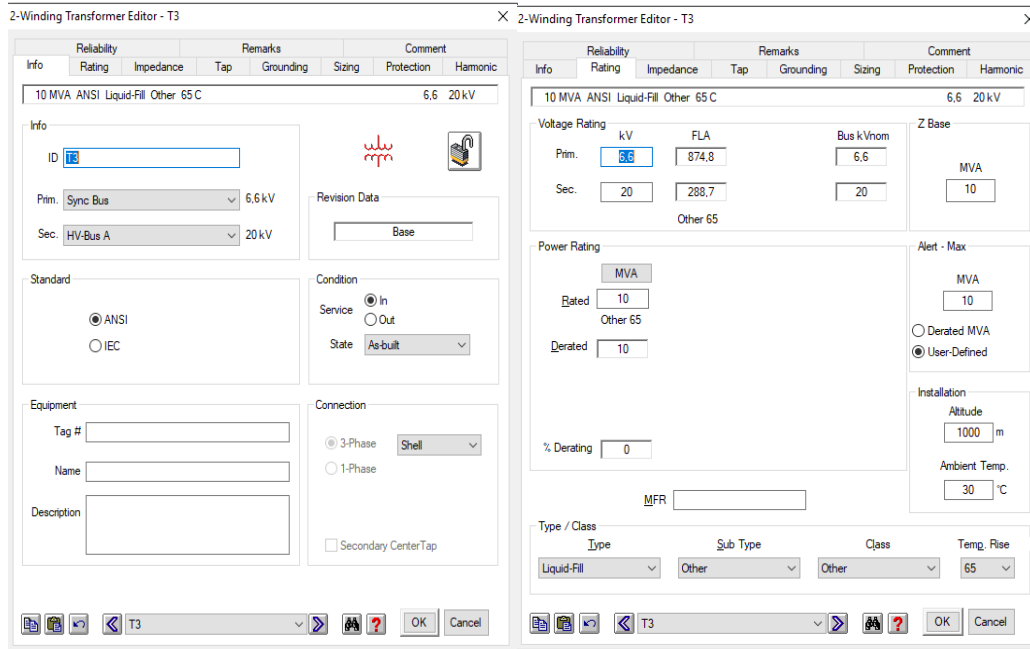 2-Winding Transformer Editor - T3
Reliability Remarks Comment
Info Rating Impedance Tap Grounding Sizing Protection Harmonic
10 MVA ANSI Liquid-Fill Other 65 C 6,6 20 kV
Info
ID T3
Prim. Sync Bus 6,6 kV
Sec. HV-Bus A 20 kV
Revision Data
Base
Standard
ANSI
IEC
Condition
Service In
Out
State As-built
Equipment
Tag #
Name
Description
Connection
3-Phase Shell
1-Phase
Secondary CenterTap
T3 ? OK Cancel
2-Winding Transformer Editor - T3
Reliability Remarks Comment
Info Rating Impedance Tap Grounding Sizing Protection Harmonic
10 MVA ANSI Liquid-Fill Other 65 C 6,6 20 kV
Voltage Rating
kV FLA Bus kVnom
Prim. 6,6 874,8 6,6
Sec. 20 288,7 20
Other 65
Z Base
MVA
10
Power Rating
MVA
Rated 10
Other 65
Derated 10
% Derating 0
Alert - Max
MVA
10
Derated MVA
User-Defined
Installation
Altitude
1000 m
Ambient Temp.
30 °C
MFR
Type / Class
Type Sub Type Class Temp. Rise
Liquid-Fill Other Other 65
T3 ? OK Cancel